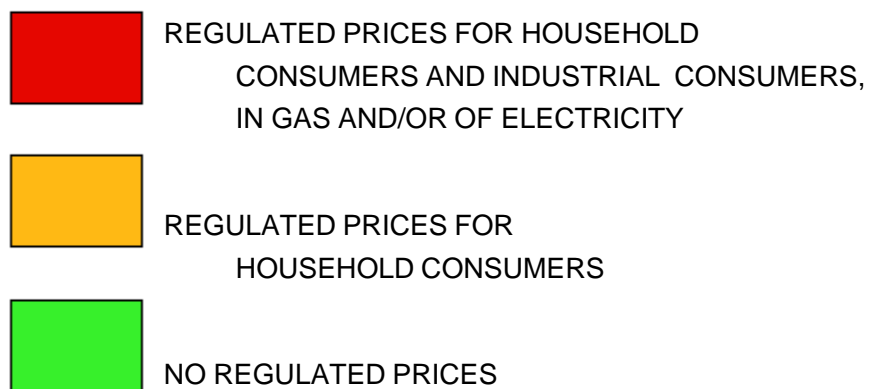 REGULATED PRICES FOR HOUSEHOLD
CONSUMERS AND INDUSTRIAL CONSUMERS,
IN GAS AND/OR OF ELECTRICITY
REGULATED PRICES FOR
HOUSEHOLD CONSUMERS
NO REGULATED PRICES